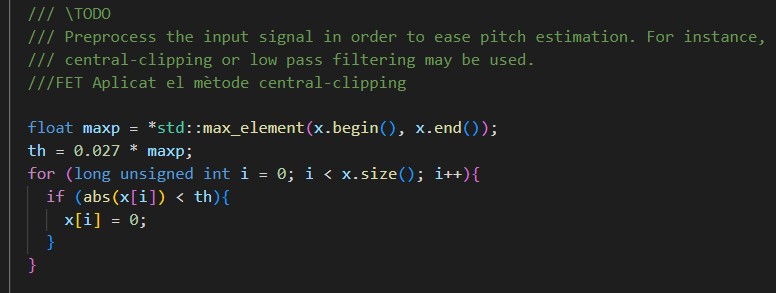 /// \TODO
/// Preprocess the input signal in order to ease pitch estimation. For instance,
/// central-clipping or low pass filtering may be used.
///FET Aplicat el mètode central-clipping
float maxp = *std::max_element(x.begin(), x.end());
th = 0.027 * maxp;
for (long unsigned int i = 0; i < x.size(); i++){
if (abs(x[i]) < th){
x[i] = 0;
}
}